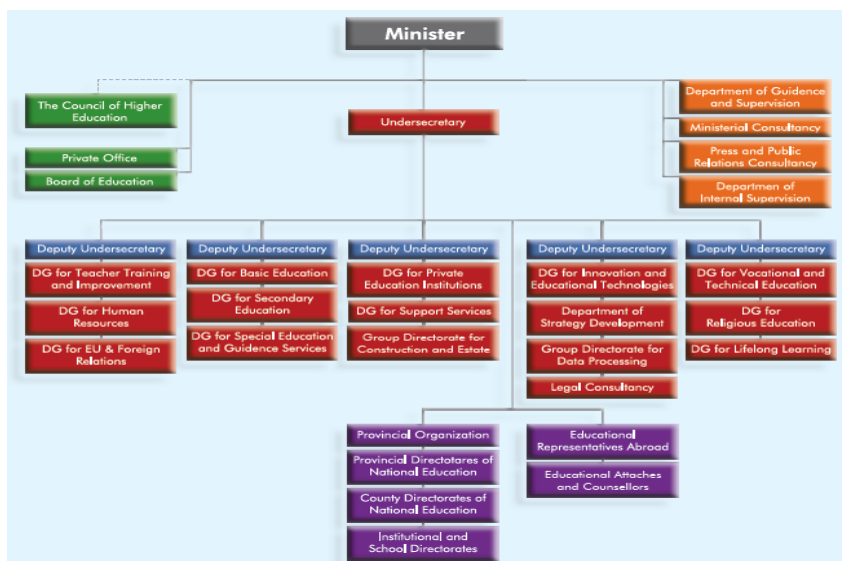 Minister
The Council of Higher
Education
Private Office
Board of Education
Undersecretary
Department of Guidence
and Supervision
Ministerial Consultancy
Press and Public
Relations Consultancy
Departmen of
Internal Supervision
Deputy Undersecretary
DG for Teacher Training
and Improvement
DG for Human
Resources
DG for EU & Foreign
Relations
Deputy Undersecretary
DG for Basic Education
DG for Secondary
Education
DG for Special Education
and Guidence Services
Deputy Undersecretary
DG for Private
Education Institutions
DG for Support Services
Group Directorate for
Construction and Estate
Deputy Undersecretary
DG for Innovation and
Educational Technologies
Department of
Strategy Development
Group Directorate for
Data Processing
Legal Consultancy
Deputy Undersecretary
DG for Vocational and
Technical Education
DG for
Religious Education
DG for Lifelong Learning
Provincial Organization
Provincial Directotares of
National Education
County Directorates of
National Education
Institutional and
School Directorates
Educational
Representatives Abroad
Educational Attaches
and Counsellors